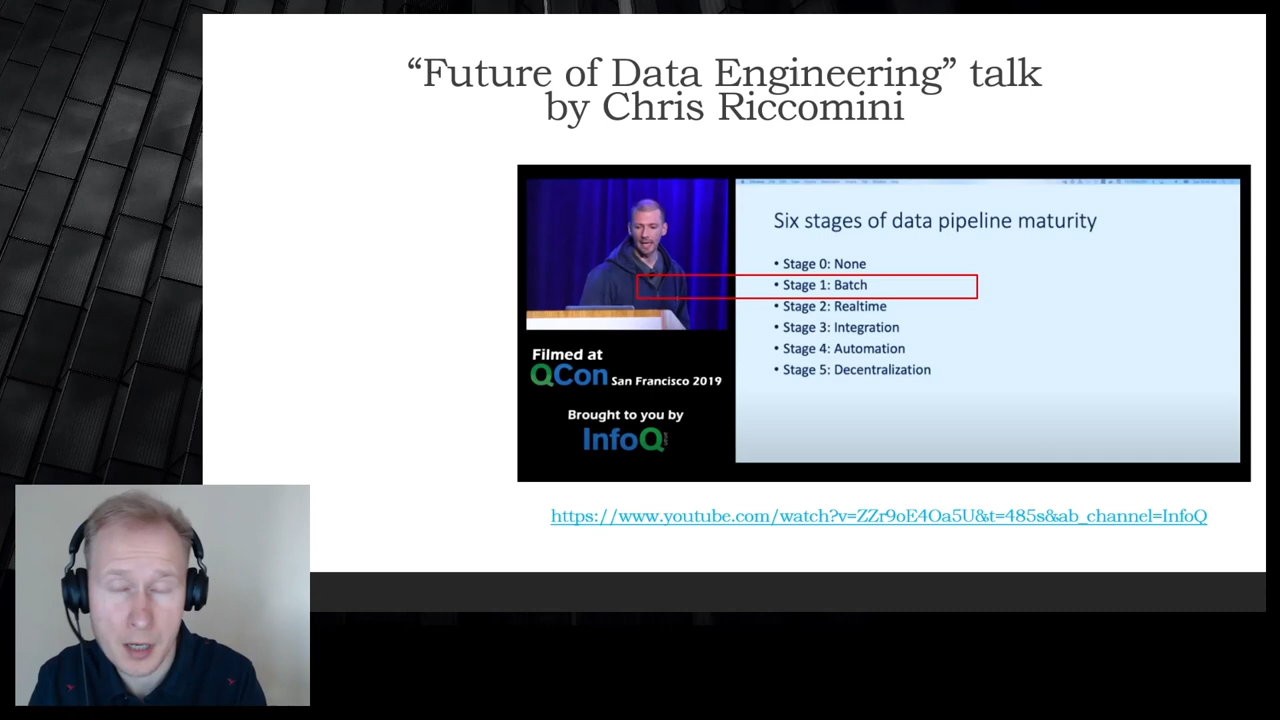 “Future of Data Engineering” talk
by Chris Riccomini
Six stages of data pipeline maturity
• Stage 0: None
• Stage 1: Batch
• Stage 2: Realtime
• Stage 3: Integration
• Stage 4: Automation
• Stage 5: Decentralization
Filmed at
QCon San Francisco 2019
Brought to you by
InfoQ
https://www.youtube.com/watch?v=ZZr9oE4Oa5U&t=485s&ab_channel=InfoQ